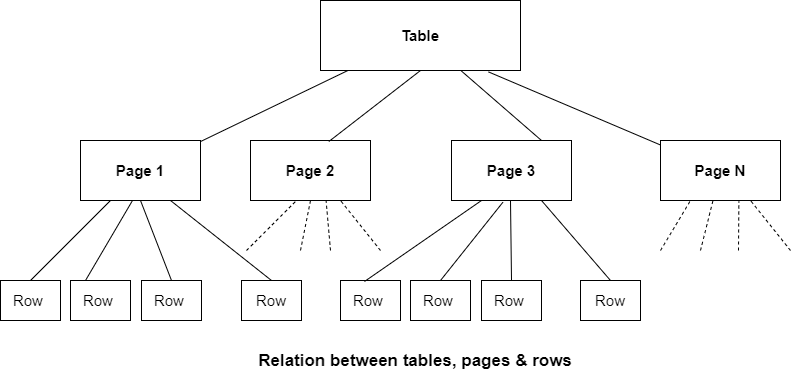 Table
Page 1
Page 2
Page 3
Page N
Row
Row
Row
Row
Row
Row
Row
Row
Relation between tables, pages & rows